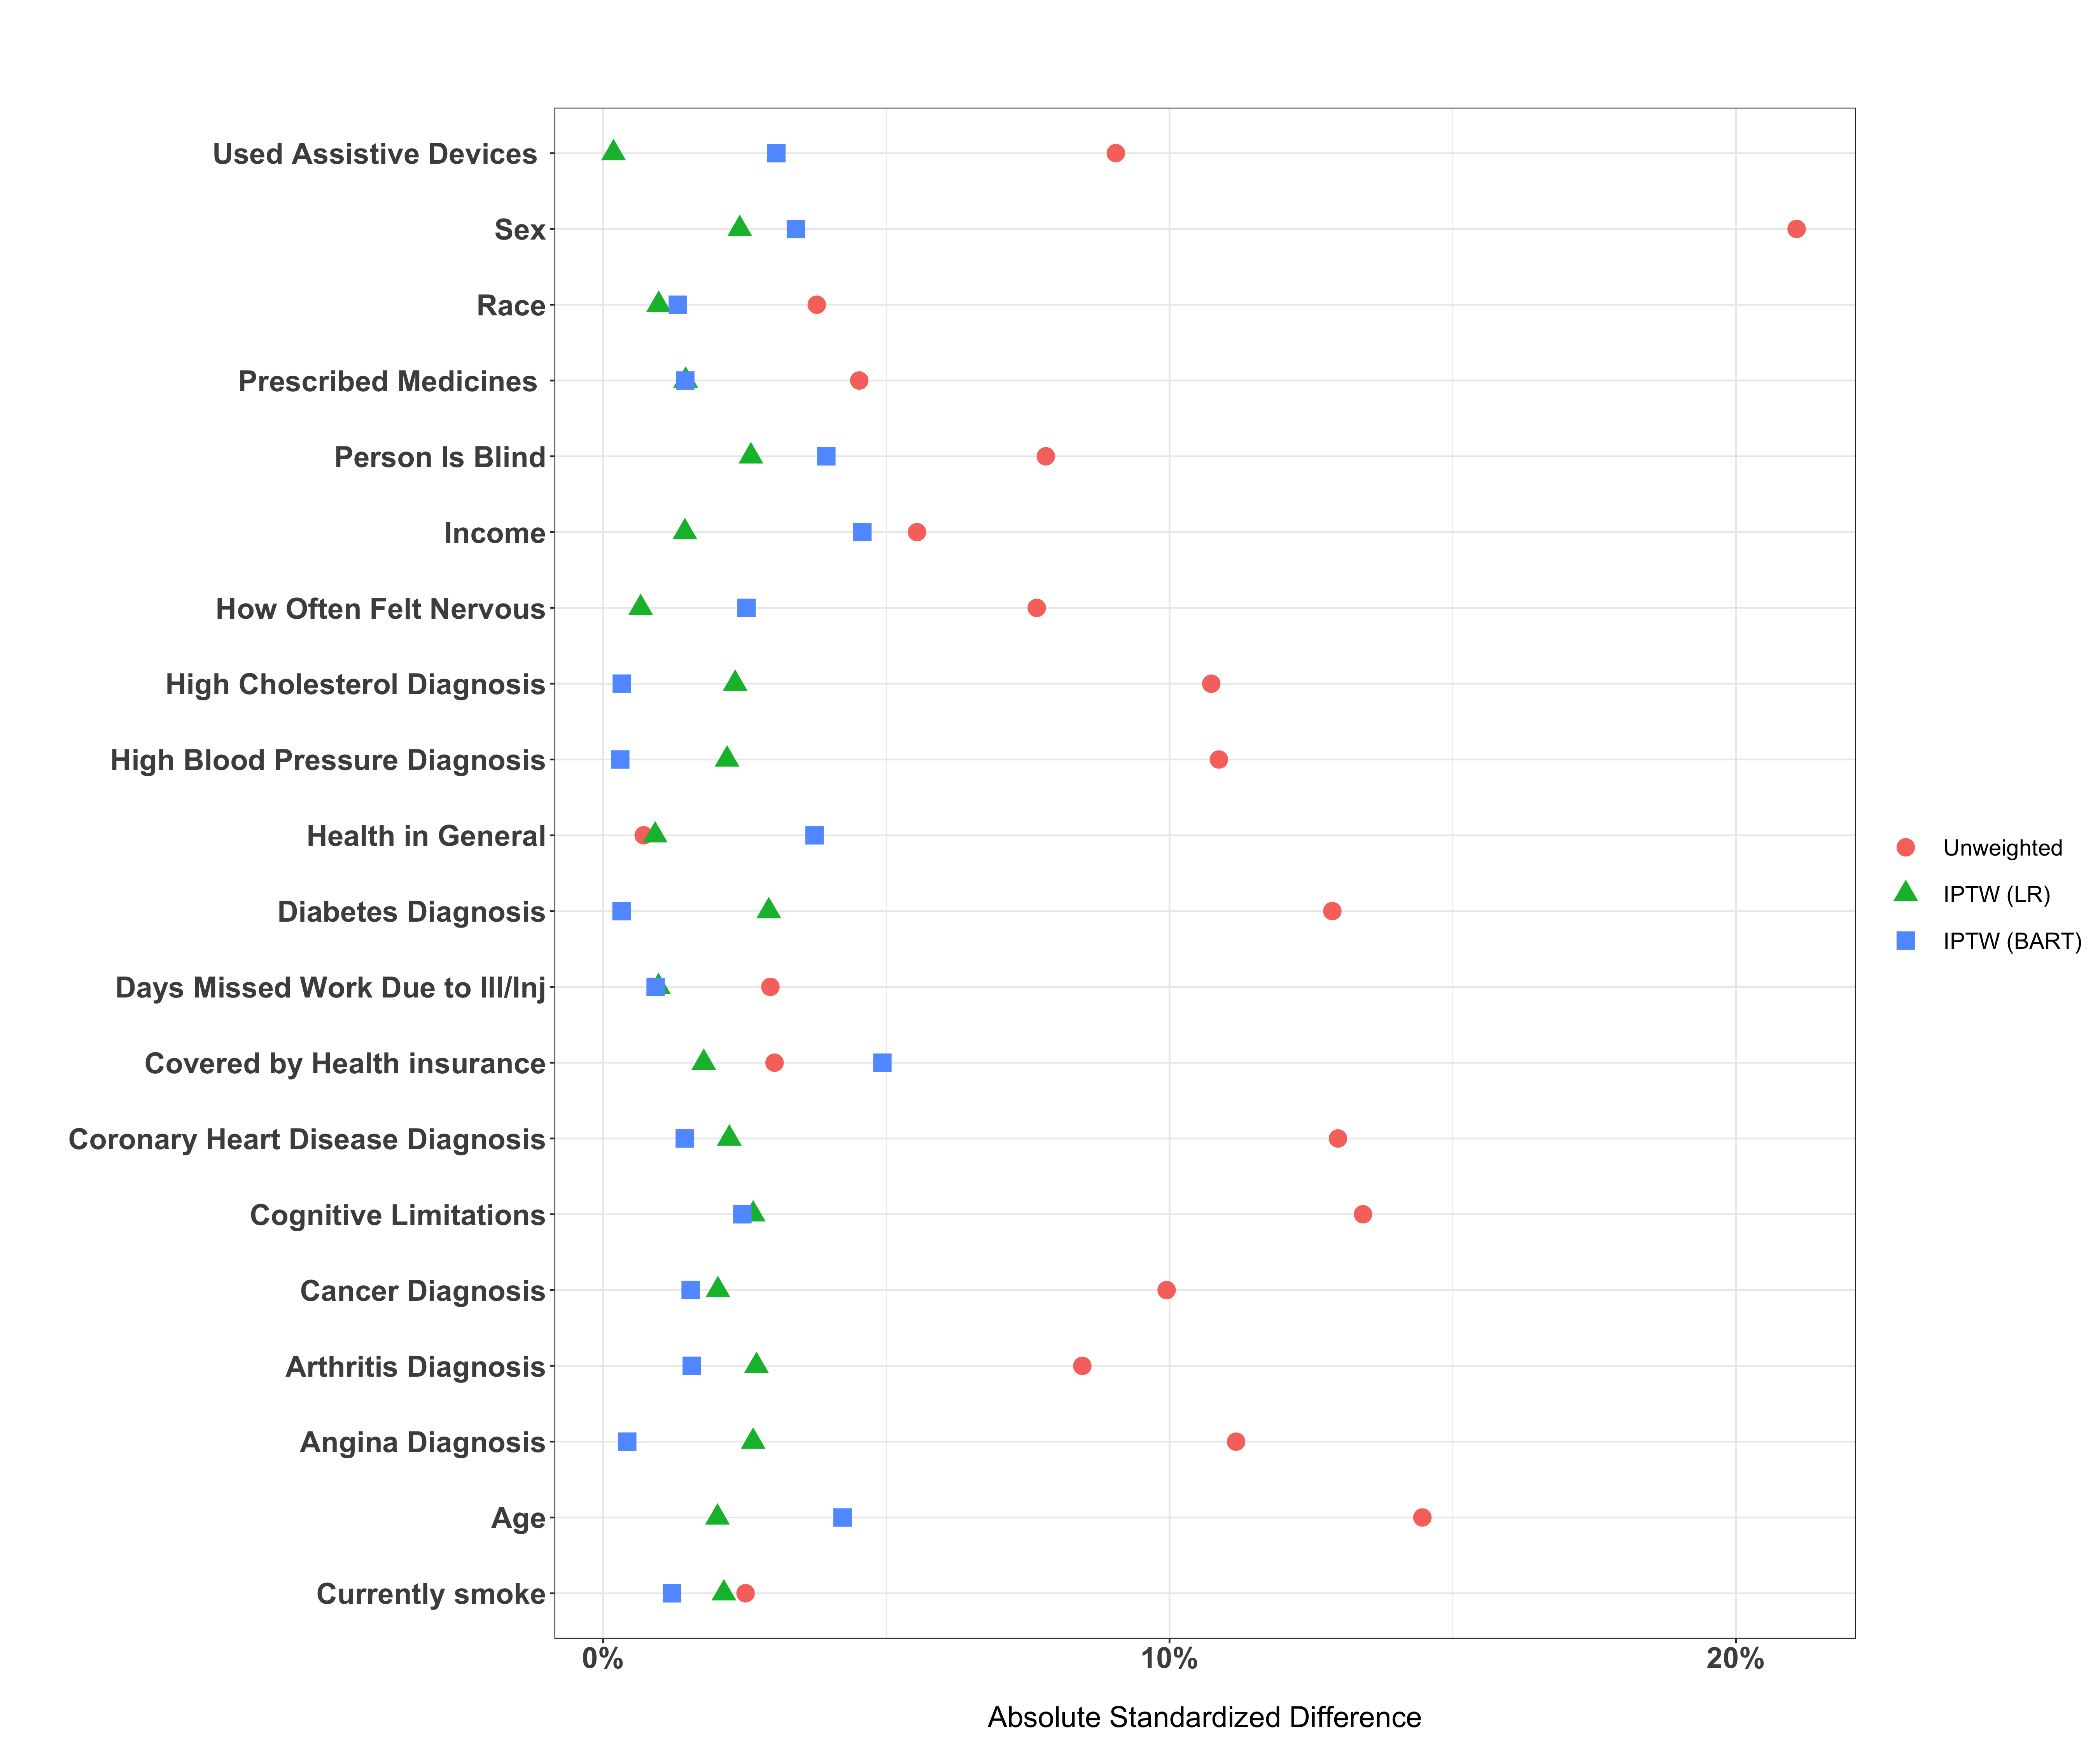 Used Assistive Devices
Sex
Race
Prescribed Medicines
Person Is Blind
Income
How Often Felt Nervous
High Cholesterol Diagnosis
High Blood Pressure Diagnosis
Health in General
Diabetes Diagnosis
Days Missed Work Due to Ill/Inj
Covered by Health insurance
Coronary Heart Disease Diagnosis
Cognitive Limitations
Cancer Diagnosis
Arthritis Diagnosis
Angina Diagnosis
Age
Currently smoke
0% 10% 20%
Absolute Standardized Difference
Unweighted
IPTW (LR)
IPTW (BART)